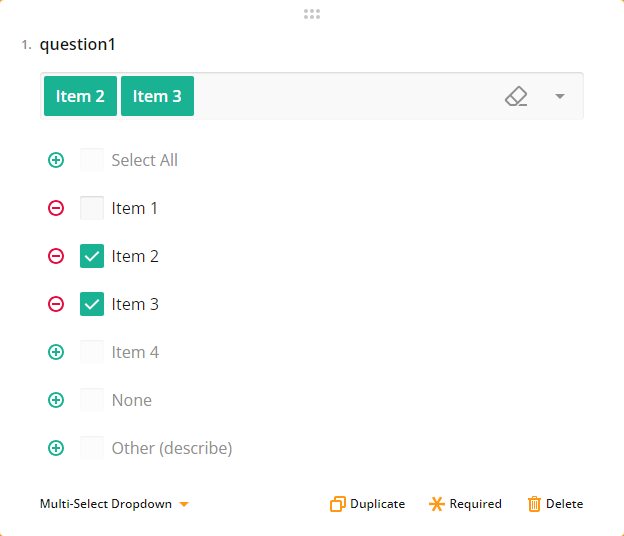 1. question1
Item 2 Item 3
Select All
Item 1
Item 2
Item 3
Item 4
None
Other (describe)
Multi-Select Dropdown Duplicate Required Delete